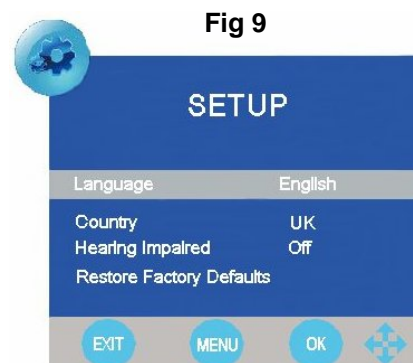 Fig 9
SETUP
Language English
Country UK
Hearing Impaired Off
Restore Factory Defaults
EXIT MENU OK